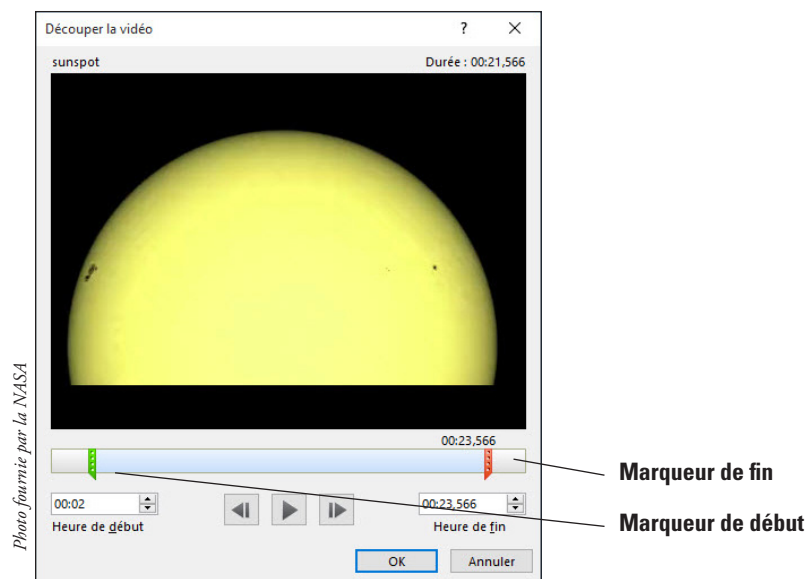 Découper la vidéo ? ×
sunspot Durée : 00:21,566
00:23,566
00:02 00:23,566
Heure de début Heure de fin
OK Annuler
Marqueur de fin
Marqueur de début
Photo fournie par la NASA